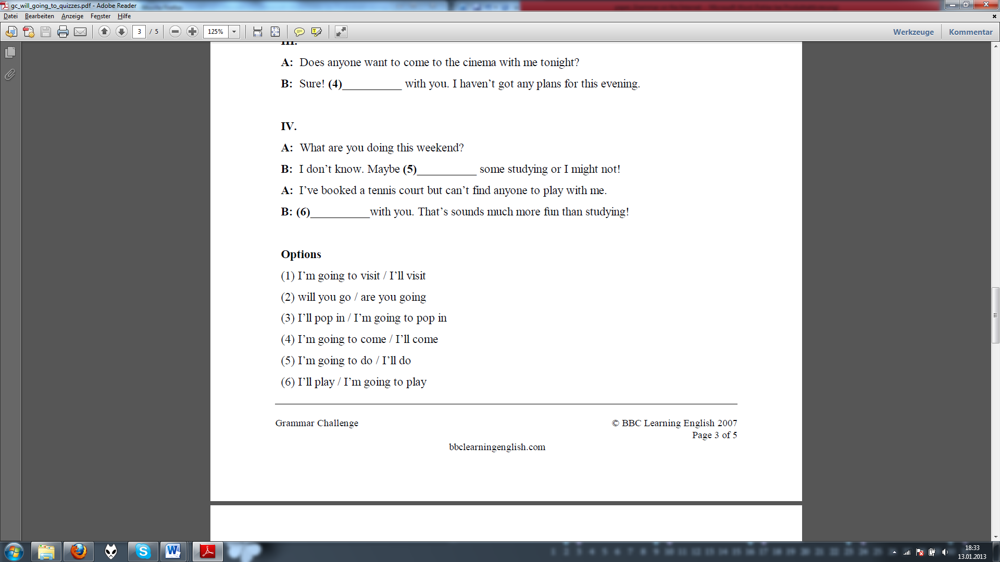 gc_will_going_to_quizzes.pdf - Adobe Reader
Datei Bearbeiten Anzeige Fenster Hilfe
3 / 5 125% Werkzeuge Kommentar
III.
A: Does anyone want to come to the cinema with me tonight?
B: Sure! (4)__________ with you. I haven’t got any plans for this evening.
IV.
A: What are you doing this weekend?
B: I don’t know. Maybe (5)__________ some studying or I might not!
A: I’ve booked a tennis court but can’t find anyone to play with me.
B: (6)__________with you. That’s sounds much more fun than studying!
Options
(1) I’m going to visit / I’ll visit
(2) will you go / are you going
(3) I’ll pop in / I’m going to pop in
(4) I’m going to come / I’ll come
(5) I’m going to do / I’ll do
(6) I’ll play / I’m going to play
Grammar Challenge © BBC Learning English 2007
Page 3 of 5
bbclearningenglish.com
18:33
13.01.2013